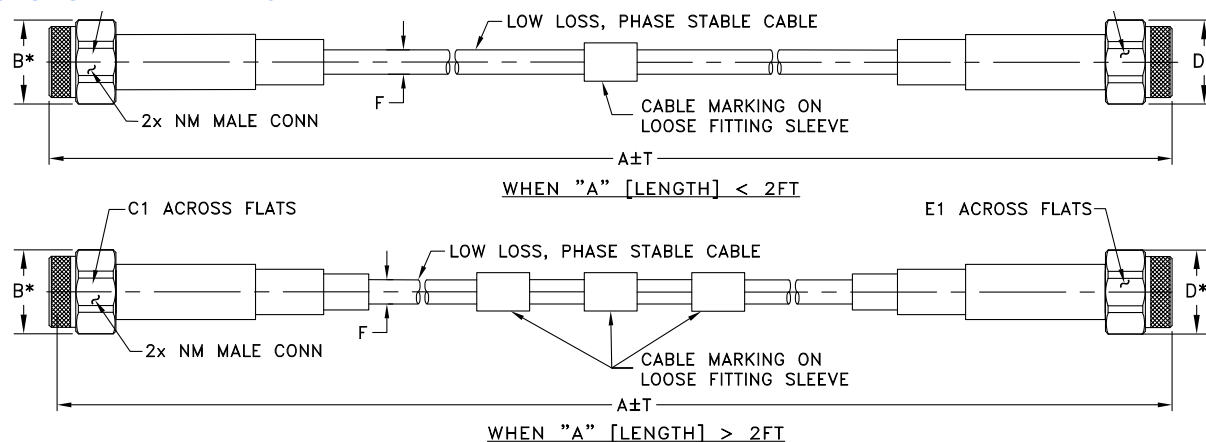 LOW LOSS, PHASE STABLE CABLE
B*
D
F
2x NM MALE CONN
CABLE MARKING ON
LOOSE FITTING SLEEVE
A±T
WHEN "A" [LENGTH] < 2FT
C1 ACROSS FLATS
E1 ACROSS FLATS
LOW LOSS, PHASE STABLE CABLE
B*
D*
F
2x NM MALE CONN
CABLE MARKING ON
LOOSE FITTING SLEEVE
A±T
WHEN "A" [LENGTH] > 2FT